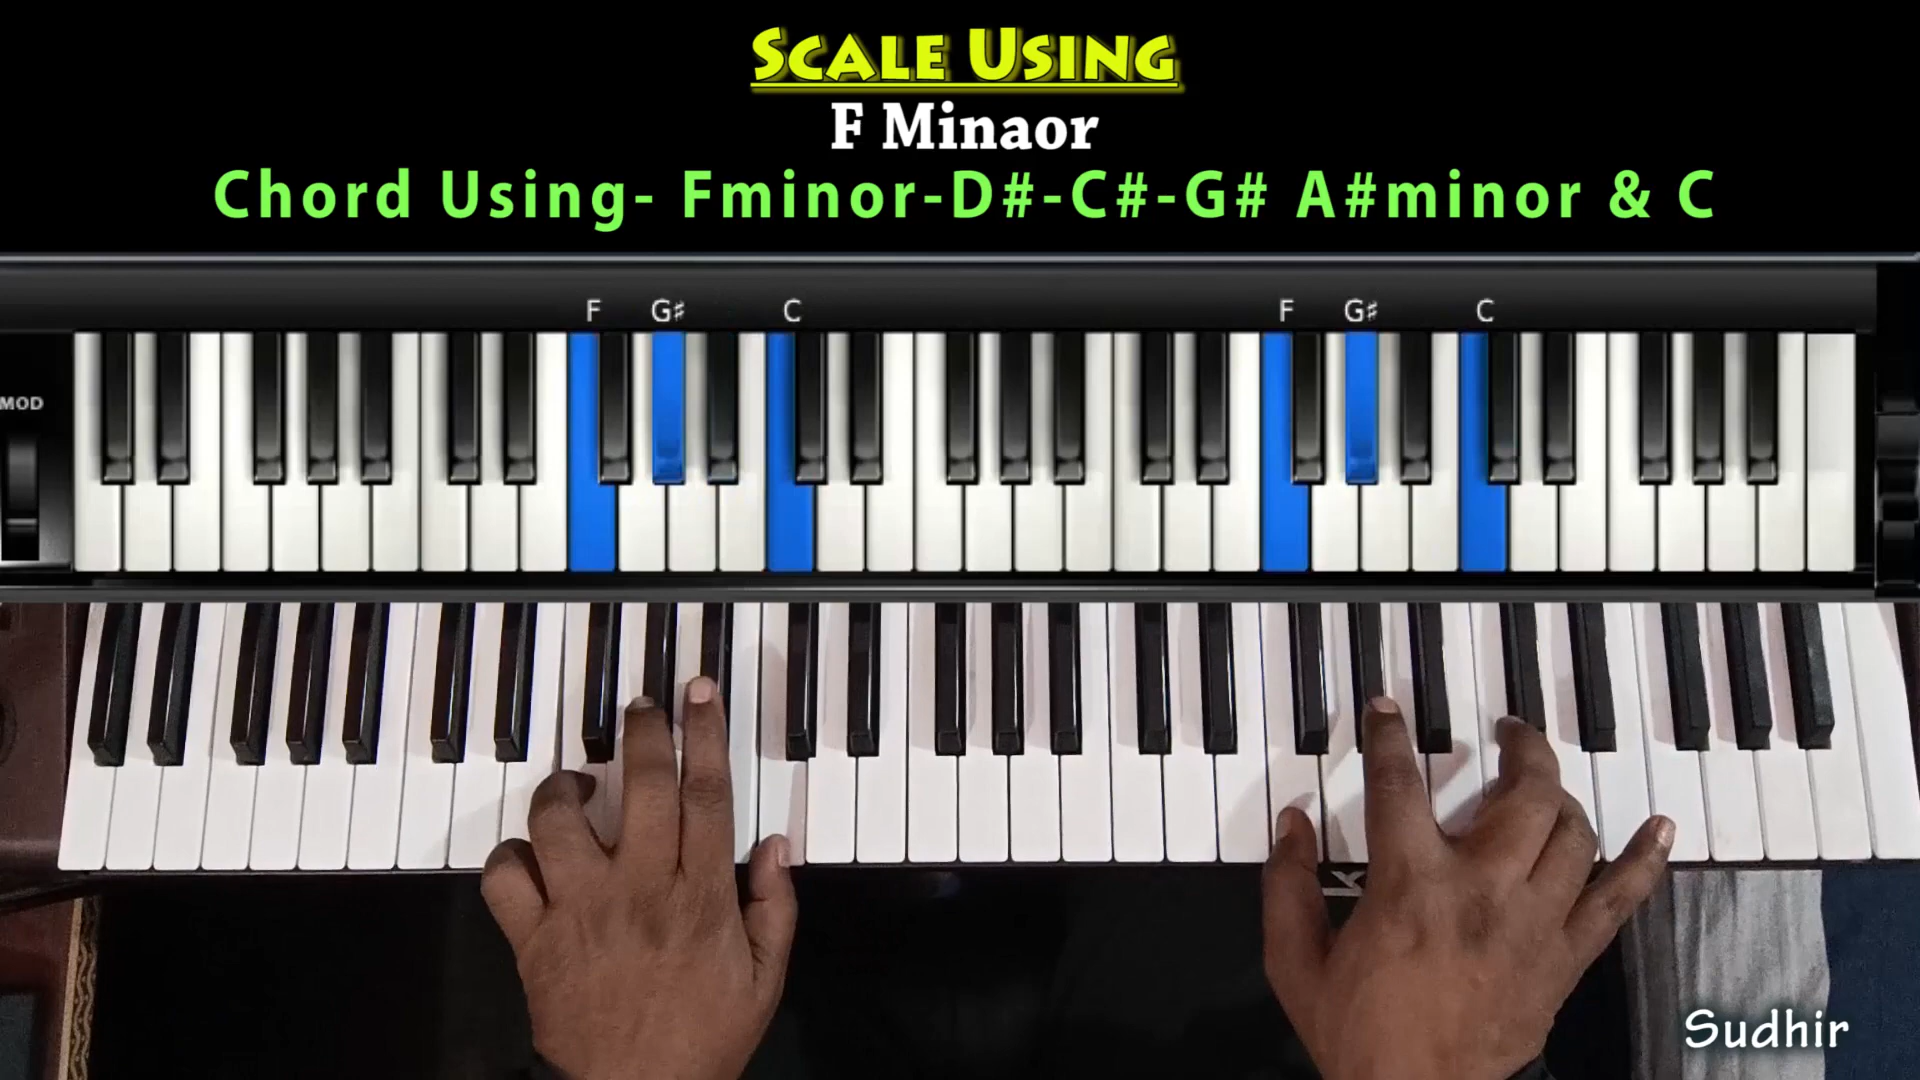 Scale Using
F Minaor
Chord Using- Fminor-D#-C#-G# A#minor & C
F G♯ C F G♯ C
MOD
Sudhir